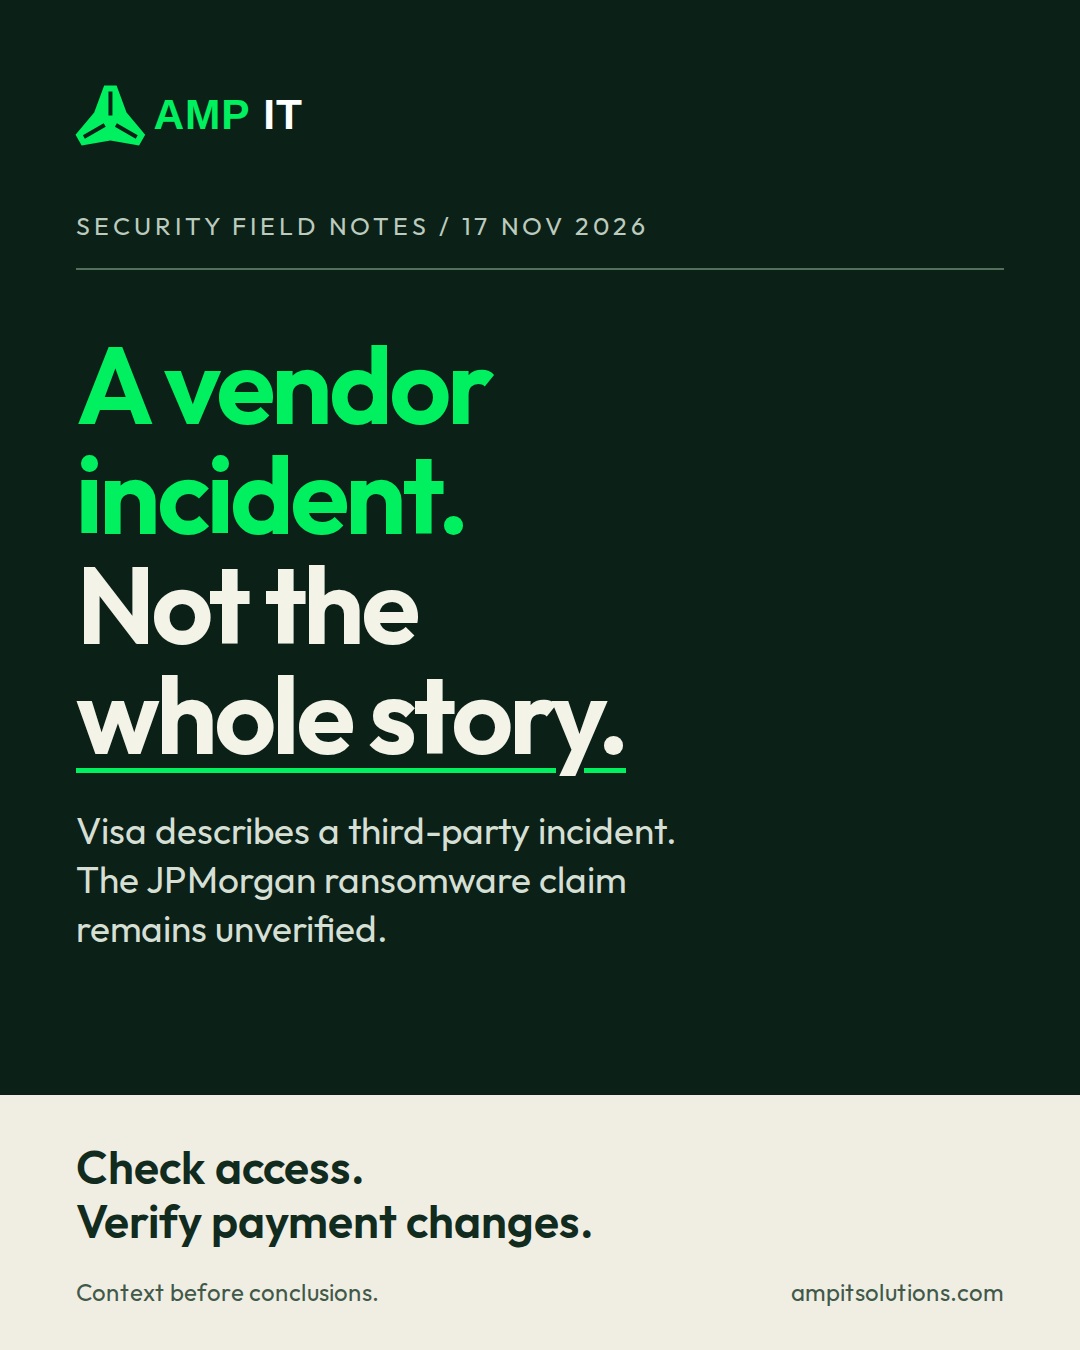 AMP IT
SECURITY FIELD NOTES / 17 NOV 2026
A vendor
incident.
Not the
whole story.
Visa describes a third-party incident.
The JPMorgan ransomware claim
remains unverified.
Check access.
Verify payment changes.
Context before conclusions.
ampitsolutions.com